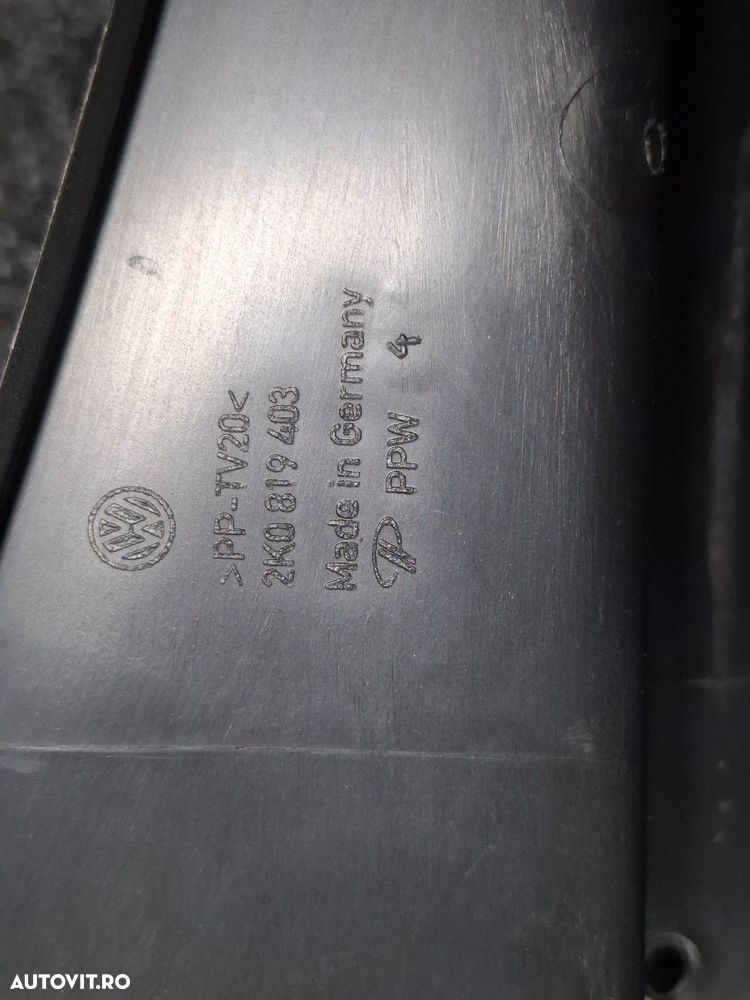 >PP-TV20<
2K0 819 403
Made in Germany
PPW 4
AUTOVIT.RO